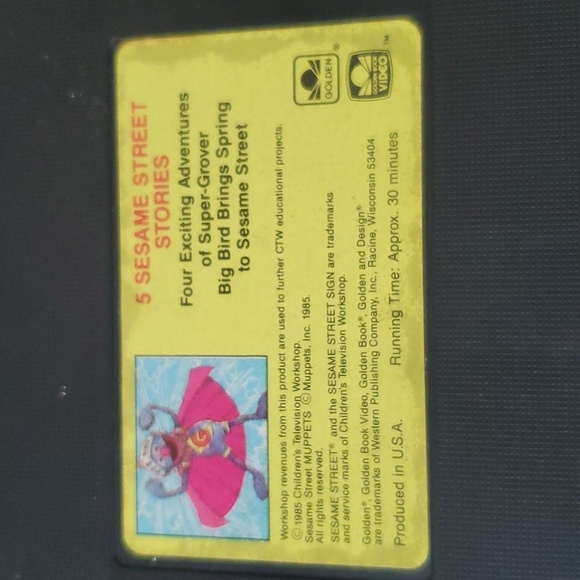 5 SESAME STREET
STORIES
Four Exciting Adventures
of Super-Grover
Big Bird Brings Spring
to Sesame Street
G
GOLDEN®
GOLDEN BOOK
VIDEO™
Workshop revenues from this product are used to further CTW educational projects.
© 1985 Children's Television Workshop.
Sesame Street MUPPETS © Muppets, Inc. 1985.
All rights reserved.
SESAME STREET® and the SESAME STREET SIGN are trademarks
and service marks of Children's Television Workshop.
Golden®, Golden Book Video, Golden Book®, Golden and Design®
are trademarks of Western Publishing Company, Inc., Racine, Wisconsin 53404
Produced in U.S.A. Running Time: Approx. 30 minutes